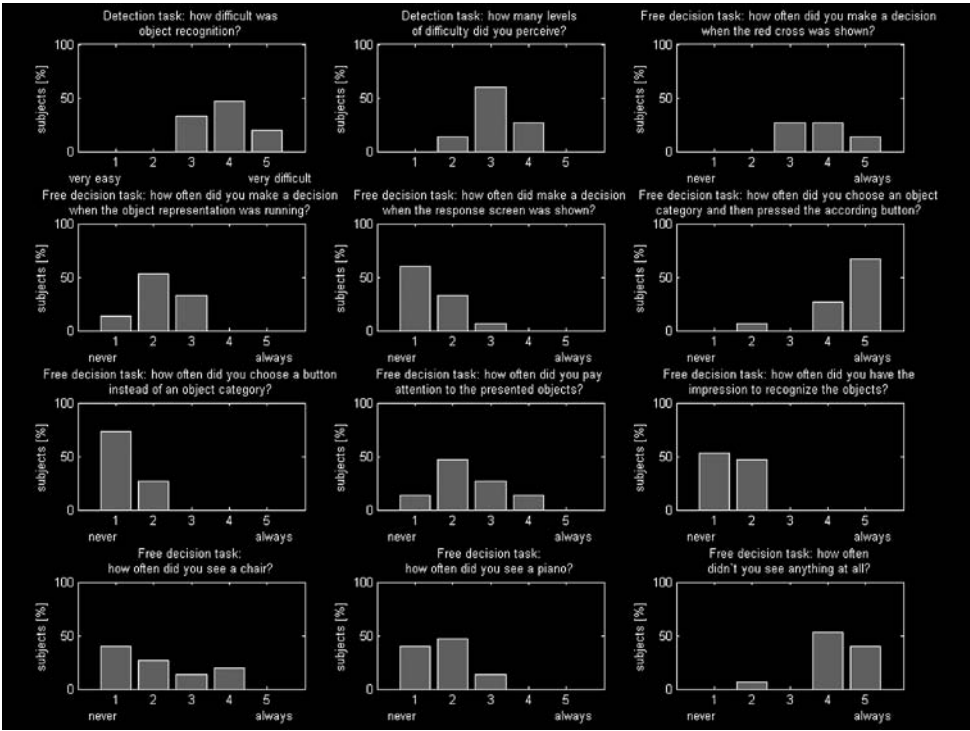 Detection task: how difficult was
object recognition?
100
50
0
subjects [%]
1 2 3 4 5
very easy very difficult
Detection task: how many levels
of difficulty did you perceive?
100
50
0
subjects [%]
1 2 3 4 5
Free decision task: how often did you make a decision
when the red cross was shown?
100
50
0
subjects [%]
1 2 3 4 5
never always
Free decision task: how often did you make a decision
when the object representation was running?
100
50
0
subjects [%]
1 2 3 4 5
never always
Free decision task: how often did make a decision
when the response screen was shown?
100
50
0
subjects [%]
1 2 3 4 5
never always
Free decision task: how often did you choose an object
category and then pressed the according button?
100
50
0
subjects [%]
1 2 3 4 5
never always
Free decision task: how often did you choose a button
instead of an object category?
100
50
0
subjects [%]
1 2 3 4 5
never always
Free decision task: how often did you pay
attention to the presented objects?
100
50
0
subjects [%]
1 2 3 4 5
never always
Free decision task: how often did you have the
impression to recognize the objects?
100
50
0
subjects [%]
1 2 3 4 5
never always
Free decision task:
how often did you see a chair?
100
50
0
subjects [%]
1 2 3 4 5
never always
Free decision task:
how often did you see a piano?
100
50
0
subjects [%]
1 2 3 4 5
never always
Free decision task: how often
didn't you see anything at all?
100
50
0
subjects [%]
1 2 3 4 5
never always